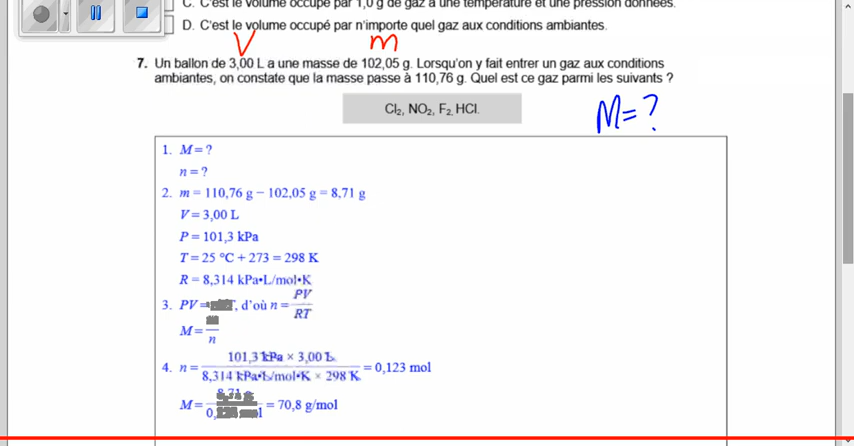 C. C'est le volume occupé par 1,0 g de gaz à une température et une pression données.
D. C'est le volume occupé par n'importe quel gaz aux conditions ambiantes.
V m
7. Un ballon de 3,00 L a une masse de 102,05 g. Lorsqu'on y fait entrer un gaz aux conditions
ambiantes, on constate que la masse passe à 110,76 g. Quel est ce gaz parmi les suivants ?
Cl₂, NO₂, F₂, HCl.
M=?
1. M = ?
n = ?
2. m = 110,76 g − 102,05 g = 8,71 g
V = 3,00 L
P = 101,3 kPa
T = 25 °C + 273 = 298 K
R = 8,314 kPa•L/mol•K
3. PV = , d'où n = PV/RT
M = /n
4. n = 101,3 kPa × 3,00 L / 8,314 kPa•L/mol•K × 298 K = 0,123 mol
M = = 70,8 g/mol